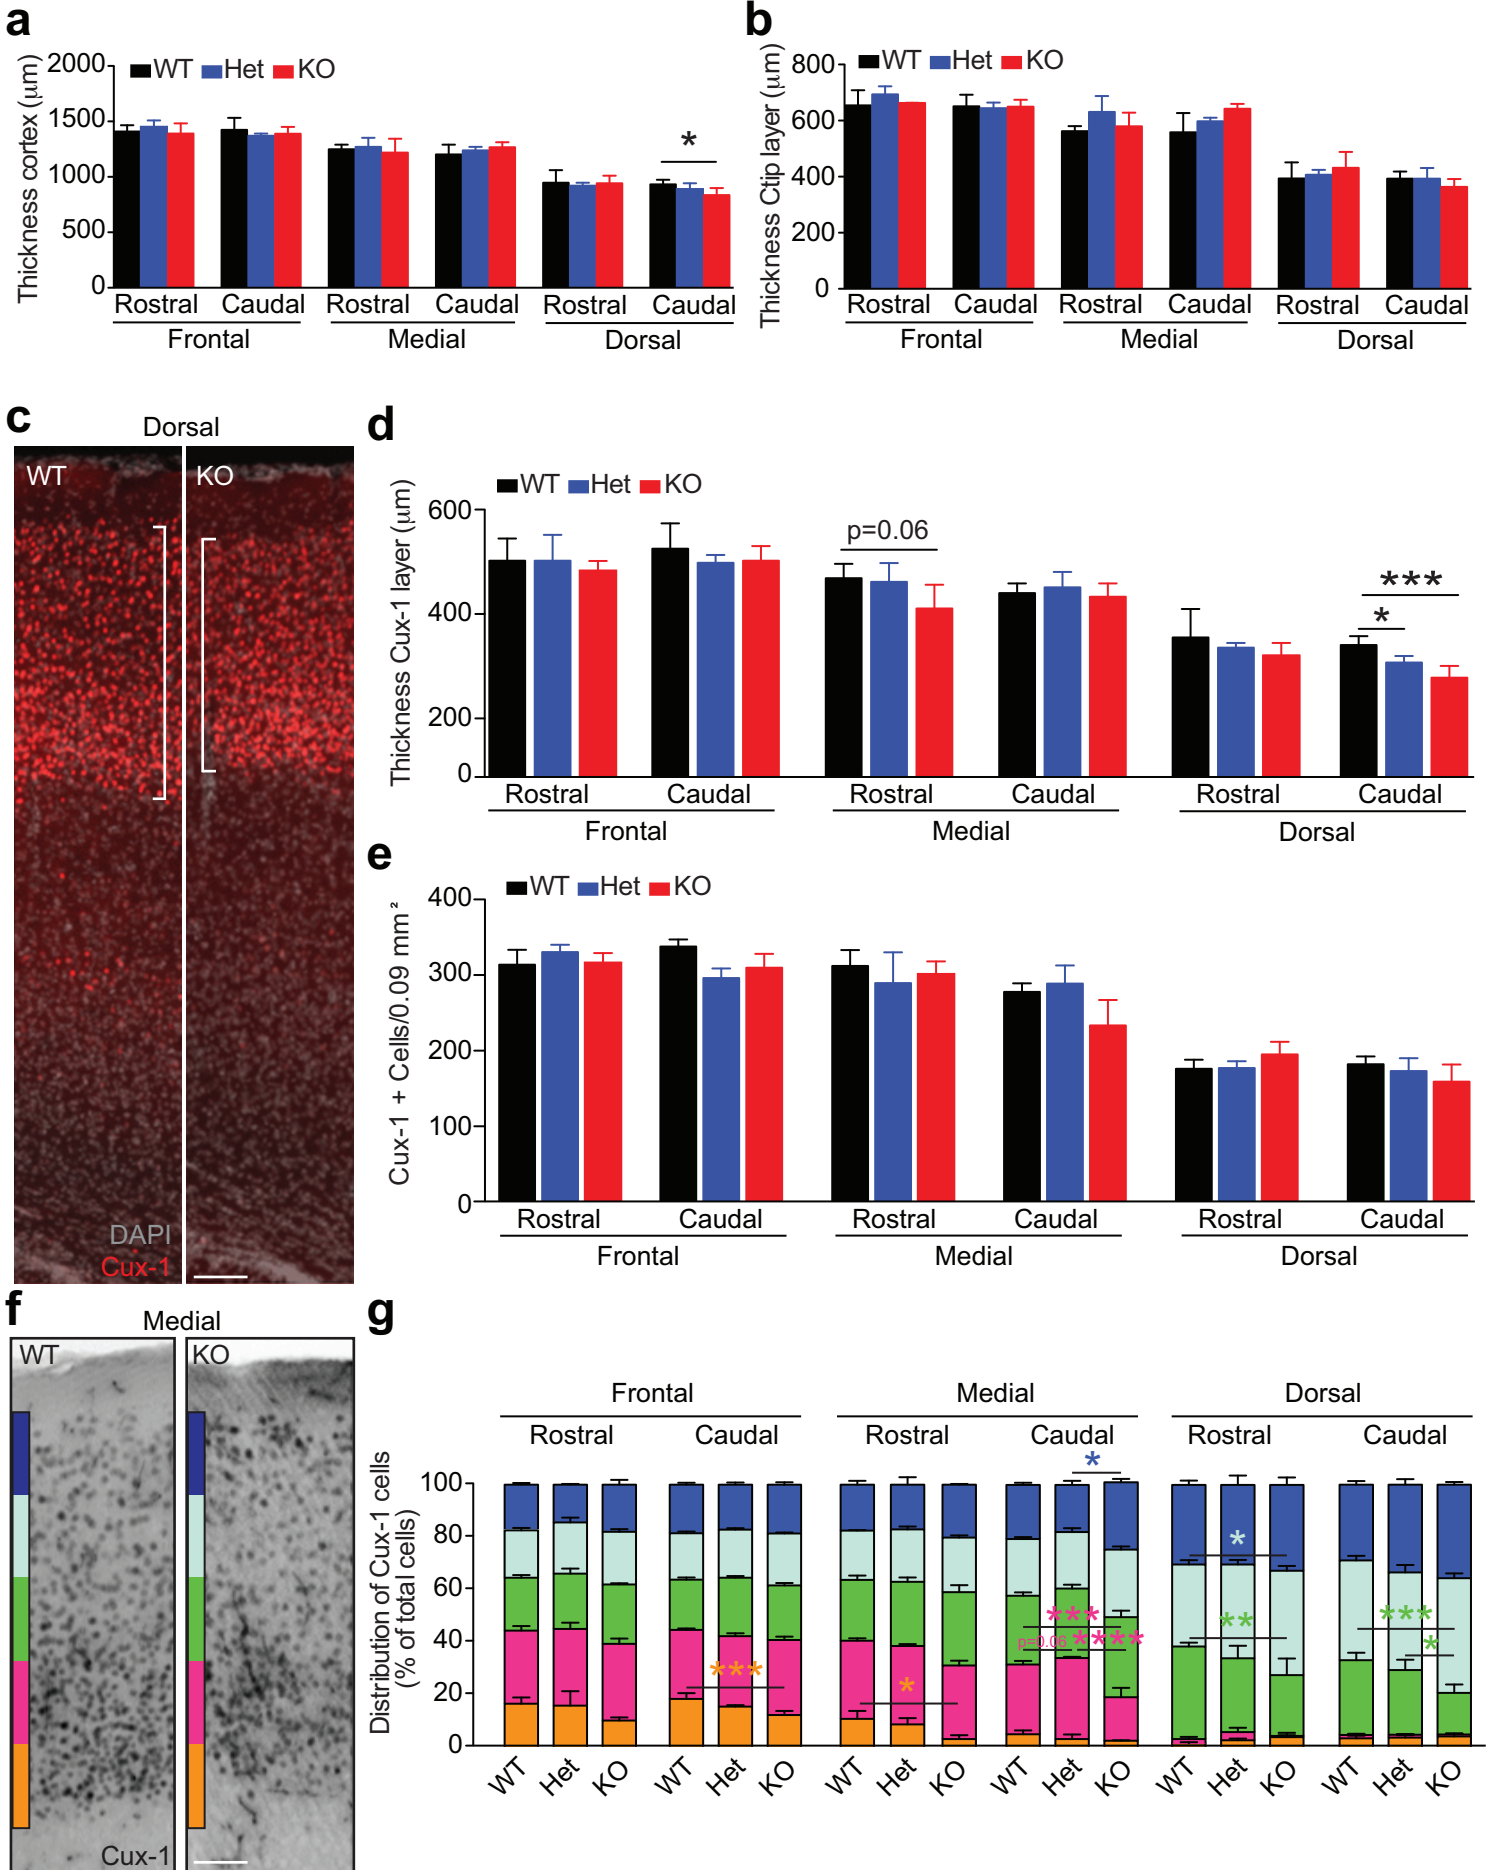 a
Thickness cortex (μm)
2000
1500
1000
500
0
WT Het KO
*
Rostral Caudal Rostral Caudal Rostral Caudal
Frontal Medial Dorsal
b
Thickness Ctip layer (μm)
800
600
400
200
0
WT Het KO
Rostral Caudal Rostral Caudal Rostral Caudal
Frontal Medial Dorsal
c
Dorsal
WT KO
DAPI
Cux-1
d
Thickness Cux-1 layer (μm)
600
400
200
0
WT Het KO
p=0.06
***
*
Rostral Caudal Rostral Caudal Rostral Caudal
Frontal Medial Dorsal
e
Cux-1 + Cells/0.09 mm²
400
300
200
100
0
WT Het KO
Rostral Caudal Rostral Caudal Rostral Caudal
Frontal Medial Dorsal
f
Medial
WT KO
Cux-1
g
Distribution of Cux-1 cells
(% of total cells)
Frontal Medial Dorsal
Rostral Caudal Rostral Caudal Rostral Caudal
100
80
60
40
20
0
*
*
***
**
***
p=0.06 ****
*
***
*
WT Het KO WT Het KO WT Het KO WT Het KO WT Het KO WT Het KO